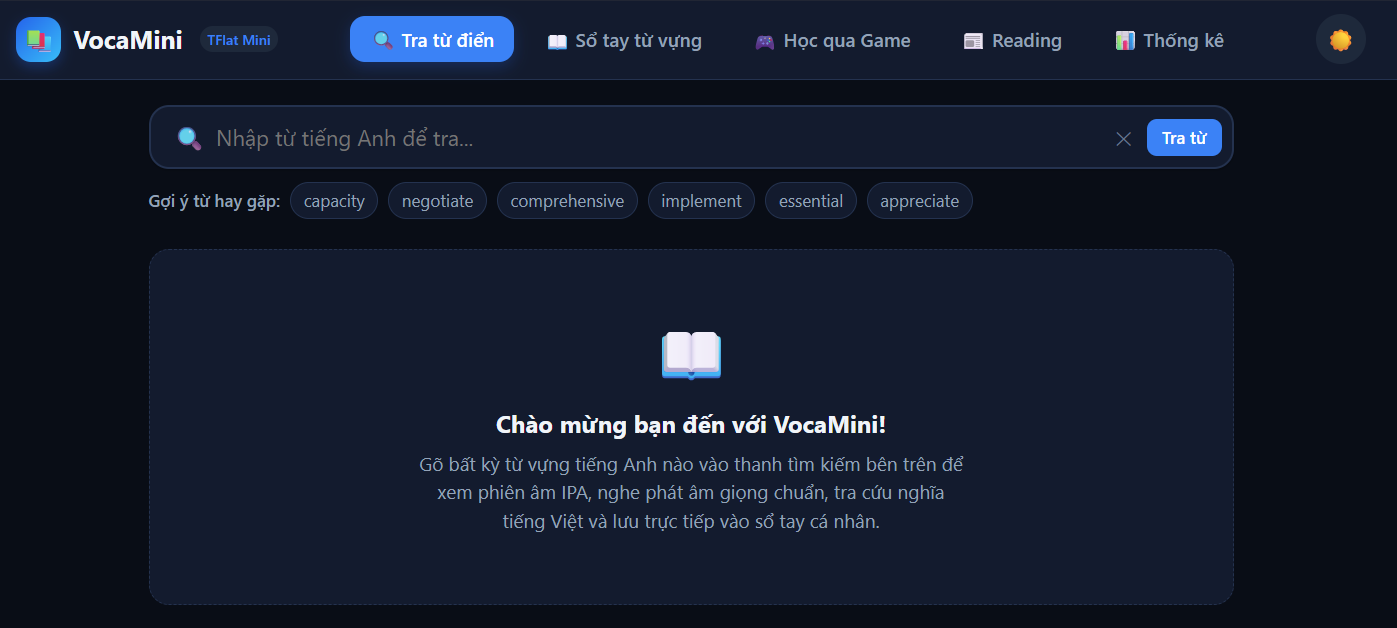 VocaMini TFlat Mini Tra từ điển Sổ tay từ vựng Học qua Game Reading Thống kê
Nhập từ tiếng Anh để tra... Tra từ
Gợi ý từ hay gặp: capacity negotiate comprehensive implement essential appreciate
Chào mừng bạn đến với VocaMini!
Gõ bất kỳ từ vựng tiếng Anh nào vào thanh tìm kiếm bên trên để
xem phiên âm IPA, nghe phát âm giọng chuẩn, tra cứu nghĩa
tiếng Việt và lưu trực tiếp vào sổ tay cá nhân.